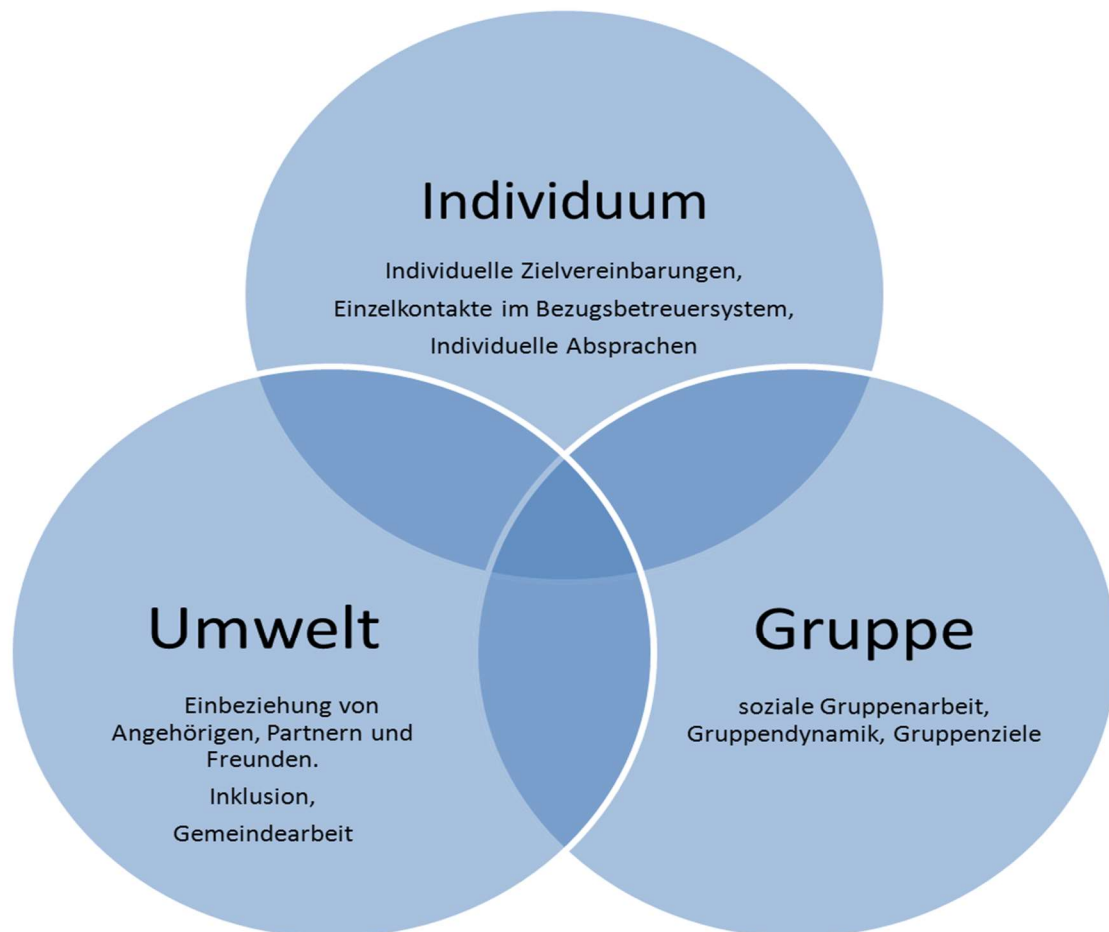 Individuum
Individuelle Zielvereinbarungen,
Einzelkontakte im Bezugsbetreuersystem,
Individuelle Absprachen
Umwelt
Einbeziehung von
Angehörigen, Partnern und
Freunden.
Inklusion,
Gemeindearbeit
Gruppe
soziale Gruppenarbeit,
Gruppendynamik, Gruppenziele